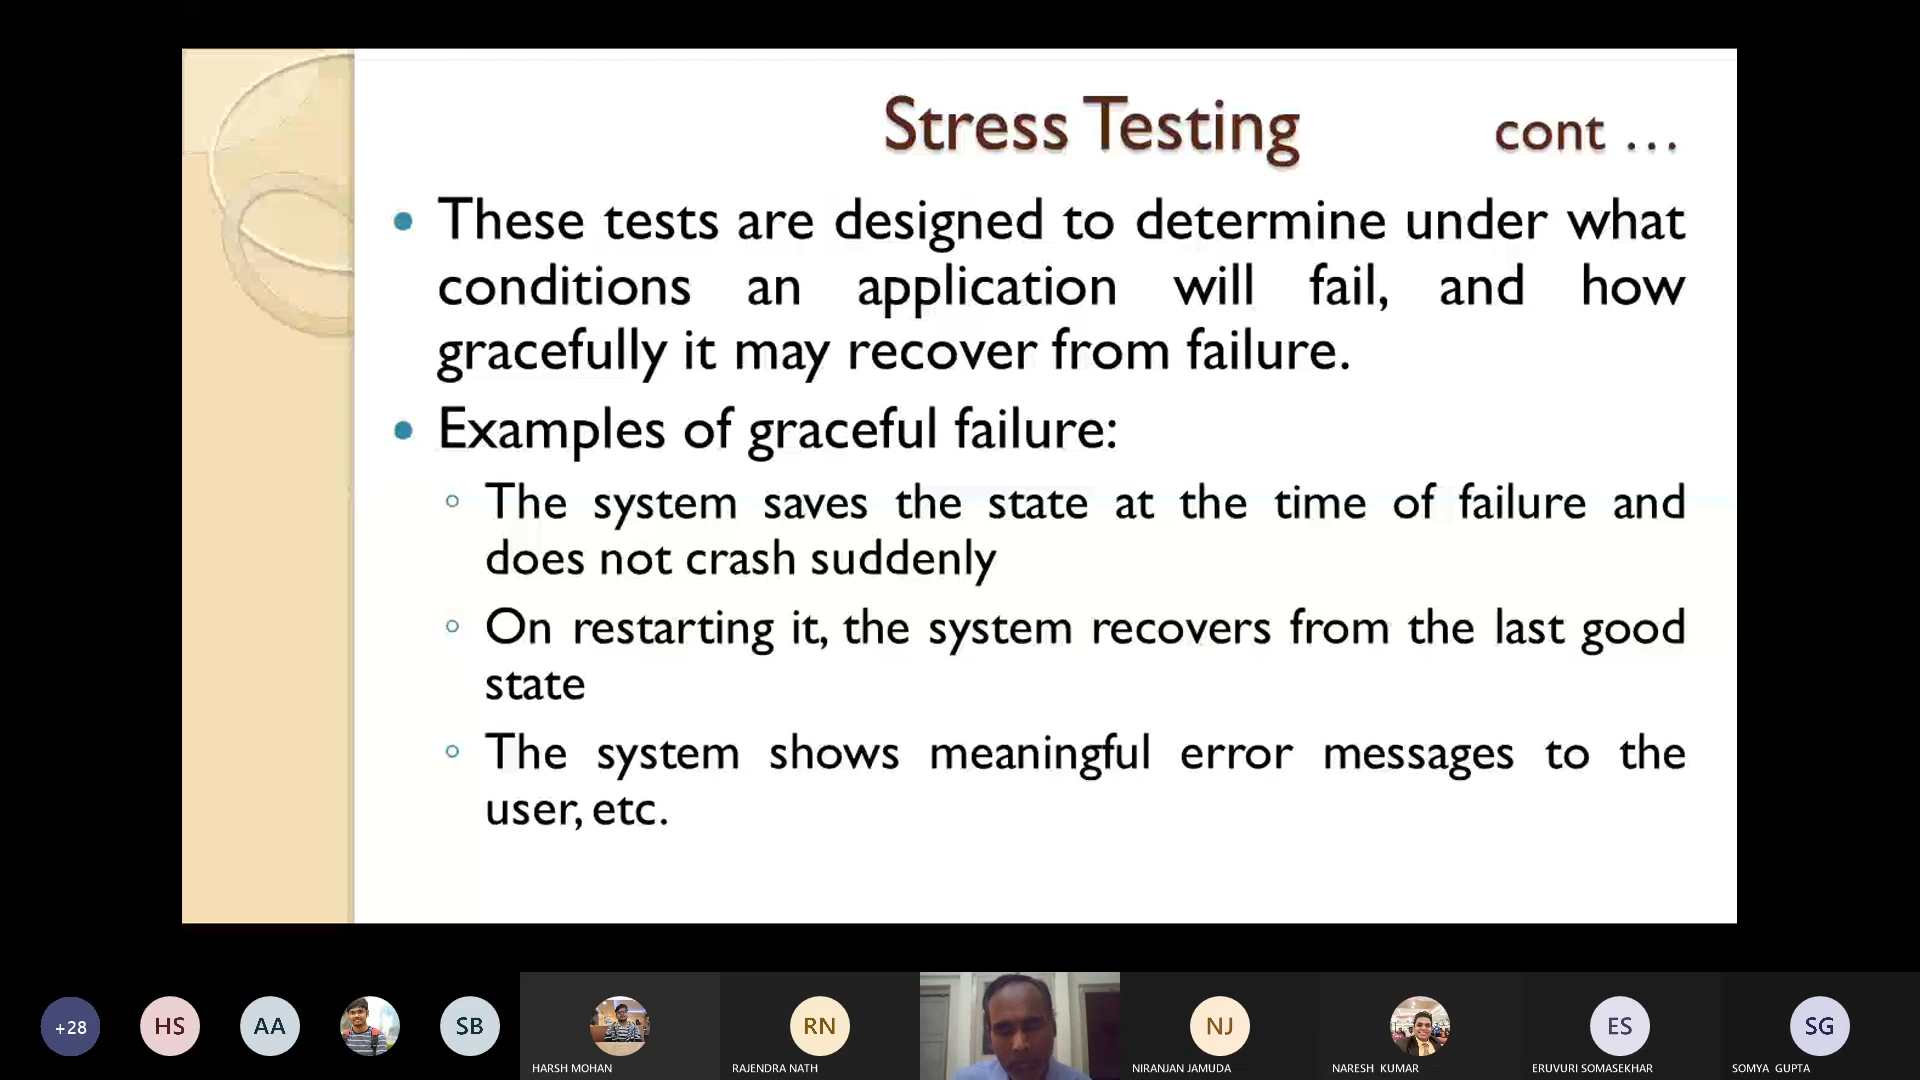 Stress Testing cont ...
• These tests are designed to determine under what
conditions an application will fail, and how
gracefully it may recover from failure.
• Examples of graceful failure:
◦ The system saves the state at the time of failure and
does not crash suddenly
◦ On restarting it, the system recovers from the last good
state
◦ The system shows meaningful error messages to the
user, etc.
+28 HS AA SB RN NJ ES SG
HARSH MOHAN RAJENDRA NATH NIRANJAN JAMUDA NARESH KUMAR ERUVURI SOMASEKHAR SOMYA GUPTA